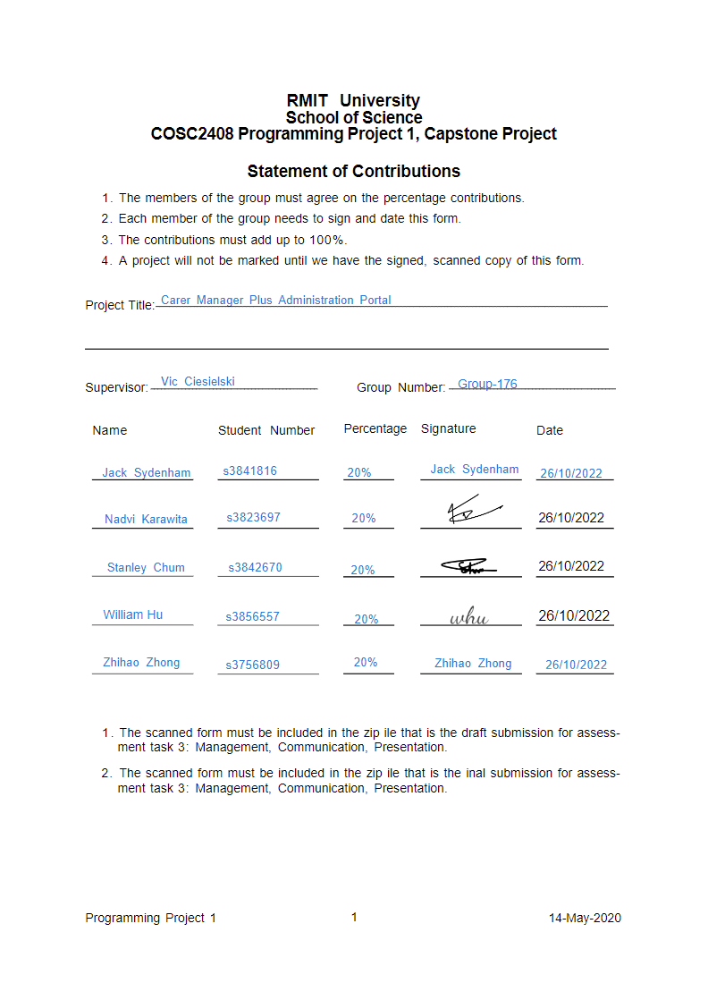 RMIT University
School of Science
COSC2408 Programming Project 1, Capstone Project
Statement of Contributions
1. The members of the group must agree on the percentage contributions.
2. Each member of the group needs to sign and date this form.
3. The contributions must add up to 100%.
4. A project will not be marked until we have the signed, scanned copy of this form.
Project Title: Carer Manager Plus Administration Portal
Supervisor: Vic Ciesielski Group Number: Group-176
Name Student Number Percentage Signature Date
Jack Sydenham s3841816 20% Jack Sydenham 26/10/2022
Nadvi Karawita s3823697 20% 26/10/2022
Stanley Chum s3842670 20% 26/10/2022
William Hu s3856557 20% whu 26/10/2022
Zhihao Zhong s3756809 20% Zhihao Zhong 26/10/2022
1. The scanned form must be included in the zip ile that is the draft submission for assess-
ment task 3: Management, Communication, Presentation.
2. The scanned form must be included in the zip ile that is the inal submission for assess-
ment task 3: Management, Communication, Presentation.
Programming Project 1 1 14-May-2020